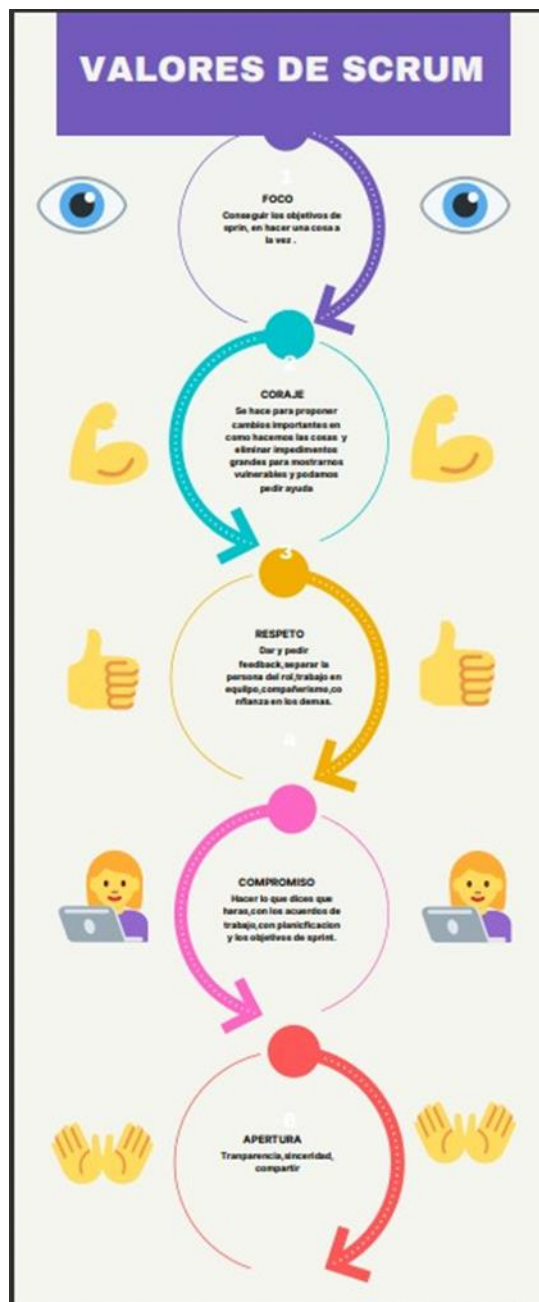 VALORES DE SCRUM
1
FOCO
Conseguir los objetivos de
sprin, en hacer una cosa a
la vez .
2
CORAJE
Se hace para proponer
cambios importantes en
como hacemos las cosas y
eliminar impedimentos
grandes para mostrarnos
vulnerables y podamos
pedir ayuda
3
RESPETO
Dar y pedir
feedback,separar la
persona del rol,trabajo en
equilpo,compañerismo,co
nfianza en los demas.
4
COMPROMISO
Hacer lo que dices que
haras,con los acuerdos de
trabajo,con planicficacion
y los objetivos de sprint.
APERTURA
Tranparencia,sinceridad,
compartir